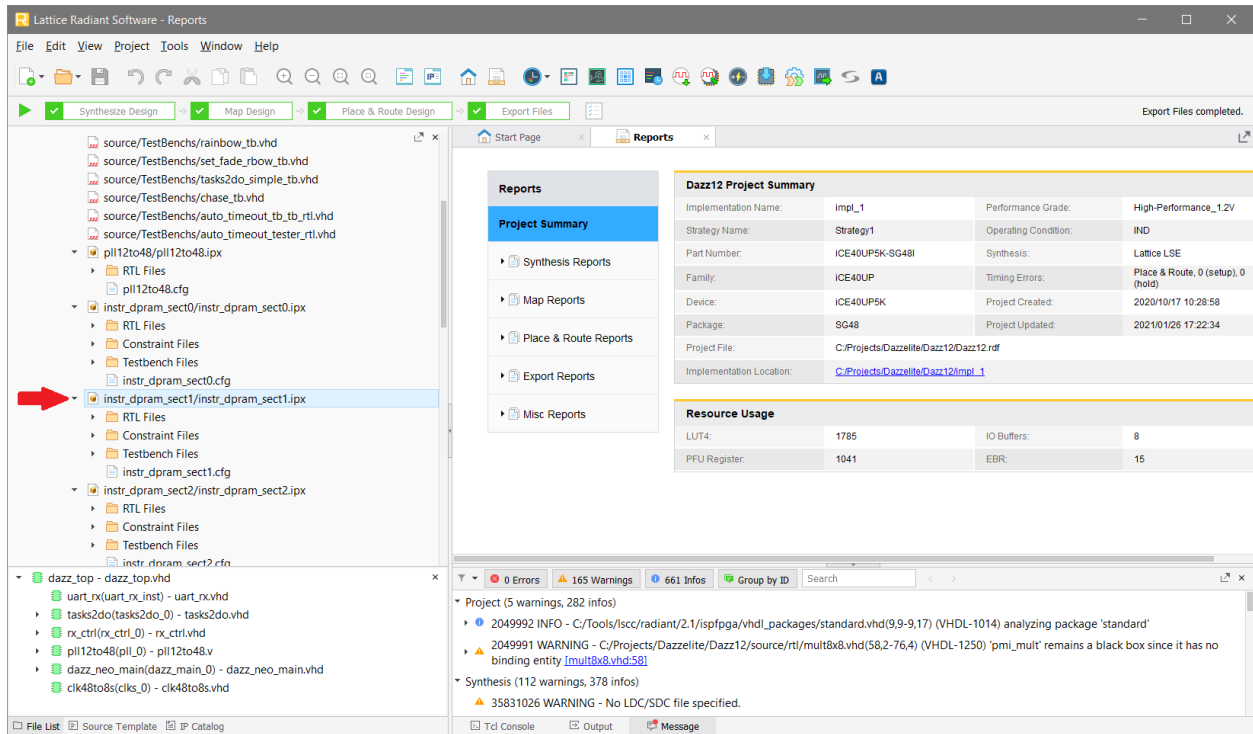 Lattice Radiant Software - Reports
File Edit View Project Tools Window Help
IP
A
Synthesize Design
Map Design
Place & Route Design
Export Files
Export Files completed.
source/TestBenchs/rainbow_tb.vhd
source/TestBenchs/set_fade_rbow_tb.vhd
source/TestBenchs/tasks2do_simple_tb.vhd
source/TestBenchs/chase_tb.vhd
source/TestBenchs/auto_timeout_tb_tb_rtl.vhd
source/TestBenchs/auto_timeout_tester_rtl.vhd
pll12to48/pll12to48.ipx
RTL Files
pll12to48.cfg
instr_dpram_sect0/instr_dpram_sect0.ipx
RTL Files
Constraint Files
Testbench Files
instr_dpram_sect0.cfg
instr_dpram_sect1/instr_dpram_sect1.ipx
RTL Files
Constraint Files
Testbench Files
instr_dpram_sect1.cfg
instr_dpram_sect2/instr_dpram_sect2.ipx
RTL Files
Constraint Files
Testbench Files
instr_dpram_sect2.cfg
dazz_top - dazz_top.vhd
uart_rx(uart_rx_inst) - uart_rx.vhd
tasks2do(tasks2do_0) - tasks2do.vhd
rx_ctrl(rx_ctrl_0) - rx_ctrl.vhd
pll12to48(pll_0) - pll12to48.v
dazz_neo_main(dazz_main_0) - dazz_neo_main.vhd
clk48to8s(clks_0) - clk48to8s.vhd
File List Source Template IP Catalog
Start Page
Reports
Reports
Project Summary
Synthesis Reports
Map Reports
Place & Route Reports
Export Reports
Misc Reports
Dazz12 Project Summary
Implementation Name: impl_1 Performance Grade: High-Performance_1.2V
Strategy Name: Strategy1 Operating Condition: IND
Part Number: iCE40UP5K-SG48I Synthesis: Lattice LSE
Family: iCE40UP Timing Errors: Place & Route, 0 (setup), 0
(hold)
Device: iCE40UP5K Project Created: 2020/10/17 10:28:58
Package: SG48 Project Updated: 2021/01/26 17:22:34
Project File: C:/Projects/Dazzelite/Dazz12/Dazz12.rdf
Implementation Location: C:/Projects/Dazzelite/Dazz12/impl_1
Resource Usage
LUT4: 1785 IO Buffers: 8
PFU Register: 1041 EBR: 15
0 Errors 165 Warnings 661 Infos Group by ID Search
Project (5 warnings, 282 infos)
2049992 INFO - C:/Tools/lscc/radiant/2.1/ispfpga/vhdl_packages/standard.vhd(9,9-9,17) (VHDL-1014) analyzing package 'standard'
2049991 WARNING - C:/Projects/Dazzelite/Dazz12/source/rtl/mult8x8.vhd(58,2-76,4) (VHDL-1250) 'pmi_mult' remains a black box since it has no
binding entity [mult8x8.vhd:58]
Synthesis (112 warnings, 378 infos)
35831026 WARNING - No LDC/SDC file specified.
Tcl Console Output Message